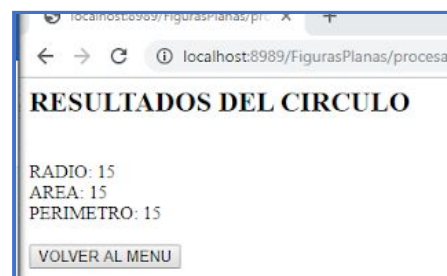 localhost:8989/FigurasPlanas/pro
localhost:8989/FigurasPlanas/procesa
RESULTADOS DEL CIRCULO
RADIO: 15
AREA: 15
PERIMETRO: 15
VOLVER AL MENU